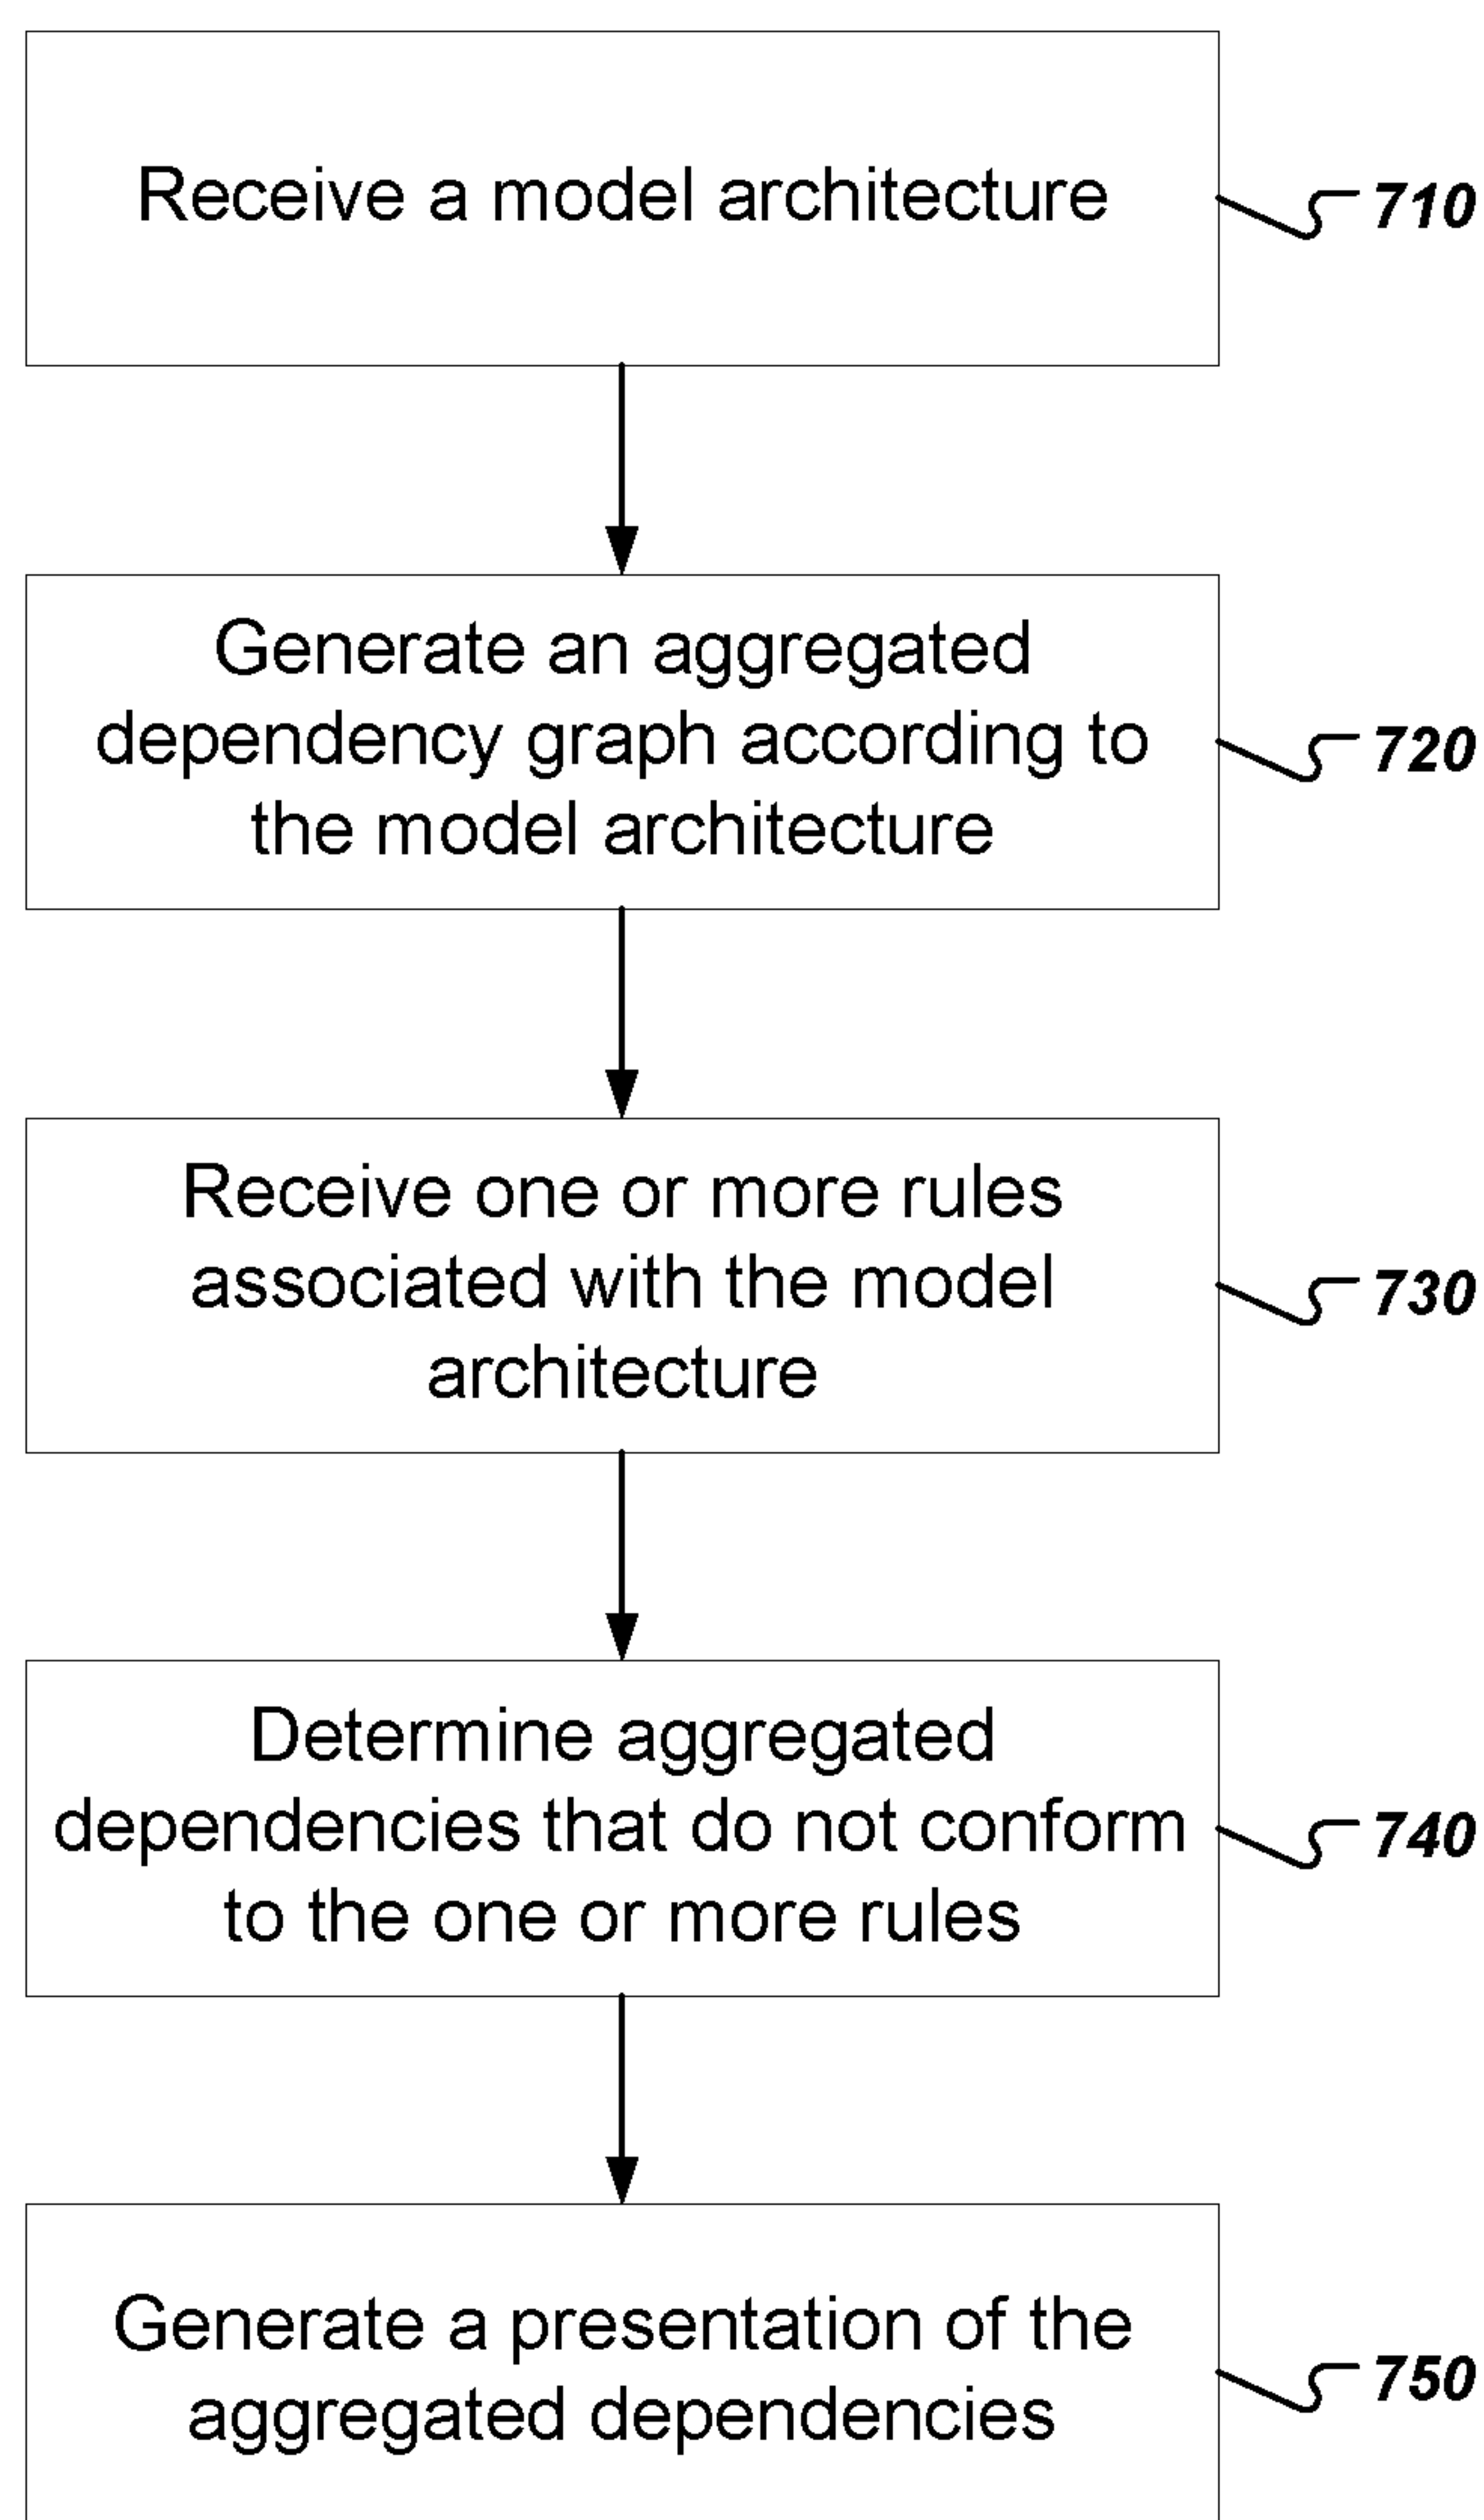 Receive a model architecture
710
Generate an aggregated
dependency graph according to
the model architecture
720
Receive one or more rules
associated with the model
architecture
730
Determine aggregated
dependencies that do not conform
to the one or more rules
740
Generate a presentation of the
aggregated dependencies
750